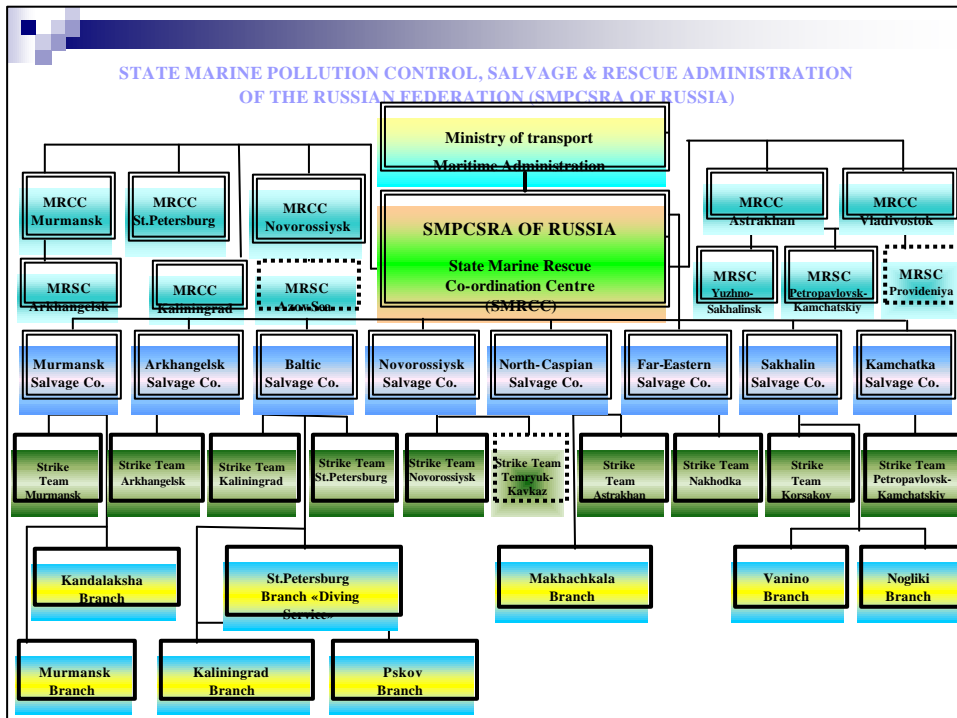 STATE MARINE POLLUTION CONTROL, SALVAGE & RESCUE ADMINISTRATION
OF THE RUSSIAN FEDERATION (SMPCSRA OF RUSSIA)
Ministry of transport
Maritime Administration
MRCC
Murmansk
MRCC
St.Petersburg
MRCC
Novorossiysk
SMPCSRA OF RUSSIA
State Marine Rescue
Co-ordination Centre
(SMRCC)
MRCC
Astrakhan
MRCC
Vladivostok
MRSC
Arkhangelsk
MRCC
Kaliningrad
MRSC
Azov Sea
MRSC
Yuzhno-
Sakhalinsk
MRSC
Petropavlovsk-
Kamchatskiy
MRSC
Provideniya
Murmansk
Salvage Co.
Arkhangelsk
Salvage Co.
Baltic
Salvage Co.
Novorossiysk
Salvage Co.
North-Caspian
Salvage Co.
Far-Eastern
Salvage Co.
Sakhalin
Salvage Co.
Kamchatka
Salvage Co.
Strike
Team
Murmansk
Strike Team
Arkhangelsk
Strike Team
Kaliningrad
Strike Team
St.Petersburg
Strike Team
Novorossiysk
Strike Team
Temryuk-
Kavkaz
Strike
Team
Astrakhan
Strike Team
Nakhodka
Strike
Team
Korsakov
Strike Team
Petropavlovsk-
Kamchatskiy
Kandalaksha
Branch
St.Petersburg
Branch «Diving
Service»
Makhachkala
Branch
Vanino
Branch
Nogliki
Branch
Murmansk
Branch
Kaliningrad
Branch
Pskov
Branch